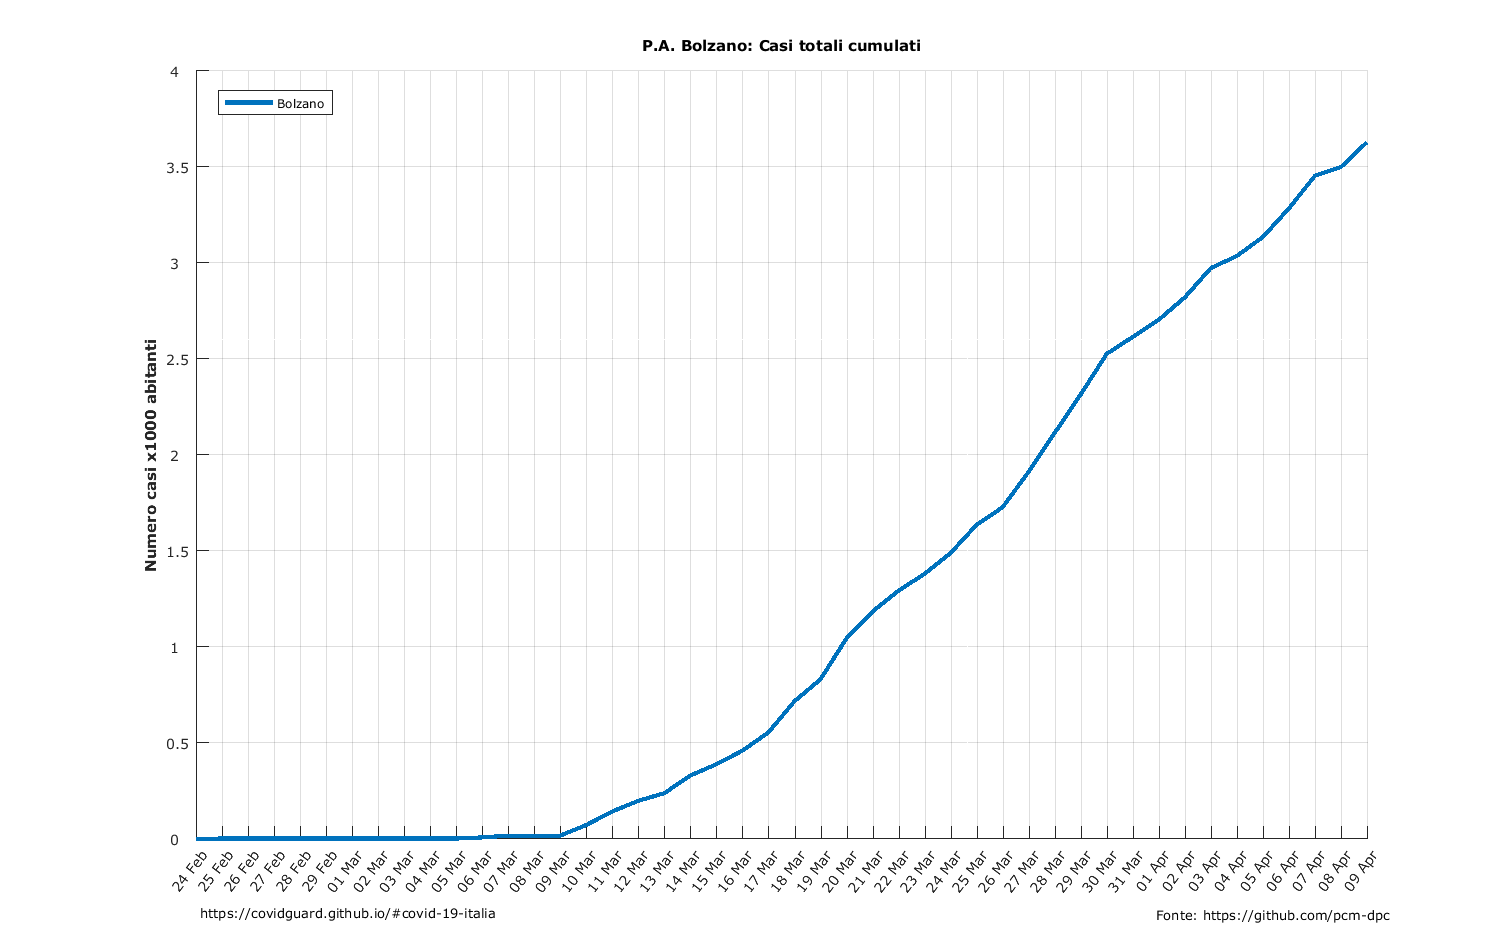 P.A. Bolzano: Casi totali cumulati
Bolzano
Numero casi x1000 abitanti
4
3.5
3
2.5
2
1.5
1
0.5
0
24 Feb
25 Feb
26 Feb
27 Feb
28 Feb
29 Feb
01 Mar
02 Mar
03 Mar
04 Mar
05 Mar
06 Mar
07 Mar
08 Mar
09 Mar
10 Mar
11 Mar
12 Mar
13 Mar
14 Mar
15 Mar
16 Mar
17 Mar
18 Mar
19 Mar
20 Mar
21 Mar
22 Mar
23 Mar
24 Mar
25 Mar
26 Mar
27 Mar
28 Mar
29 Mar
30 Mar
31 Mar
01 Apr
02 Apr
03 Apr
04 Apr
05 Apr
06 Apr
07 Apr
08 Apr
09 Apr
https://covidguard.github.io/#covid-19-italia
Fonte: https://github.com/pcm-dpc